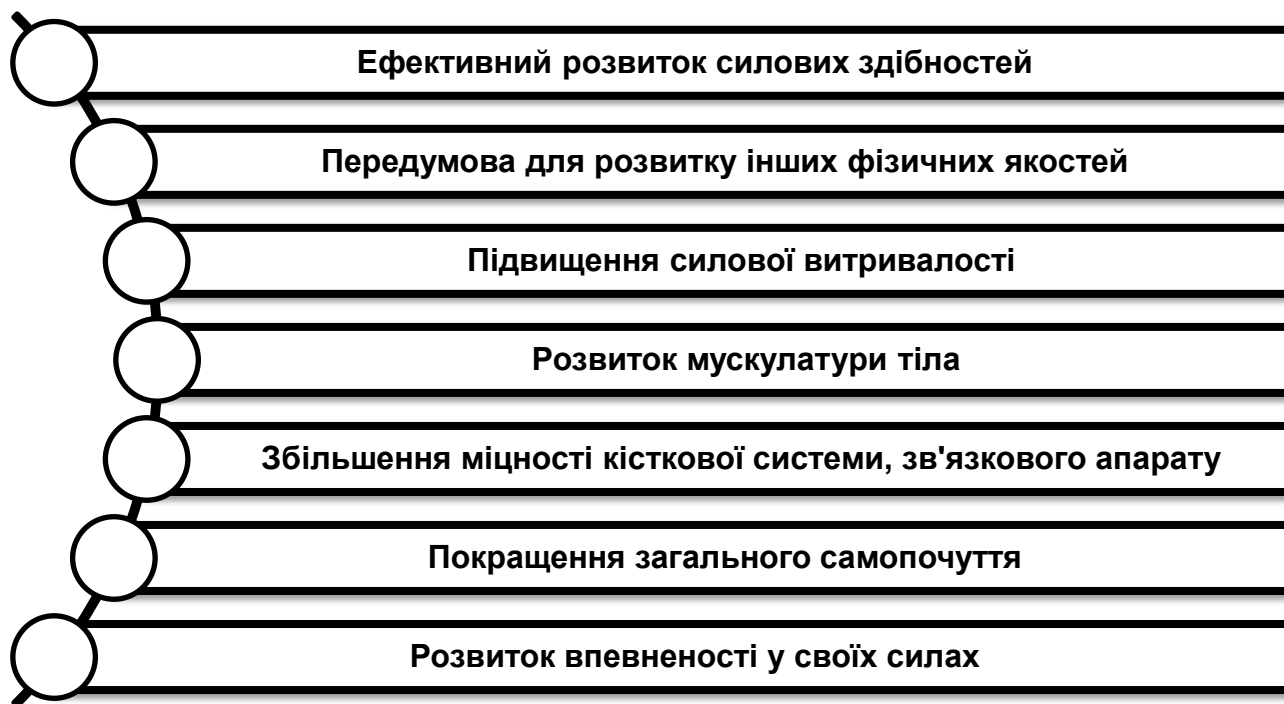 Ефективний розвиток силових здібностей
Передумова для розвитку інших фізичних якостей
Підвищення силової витривалості
Розвиток мускулатури тіла
Збільшення міцності кісткової системи, зв'язкового апарату
Покращення загального самопочуття
Розвиток впевненості у своїх силах